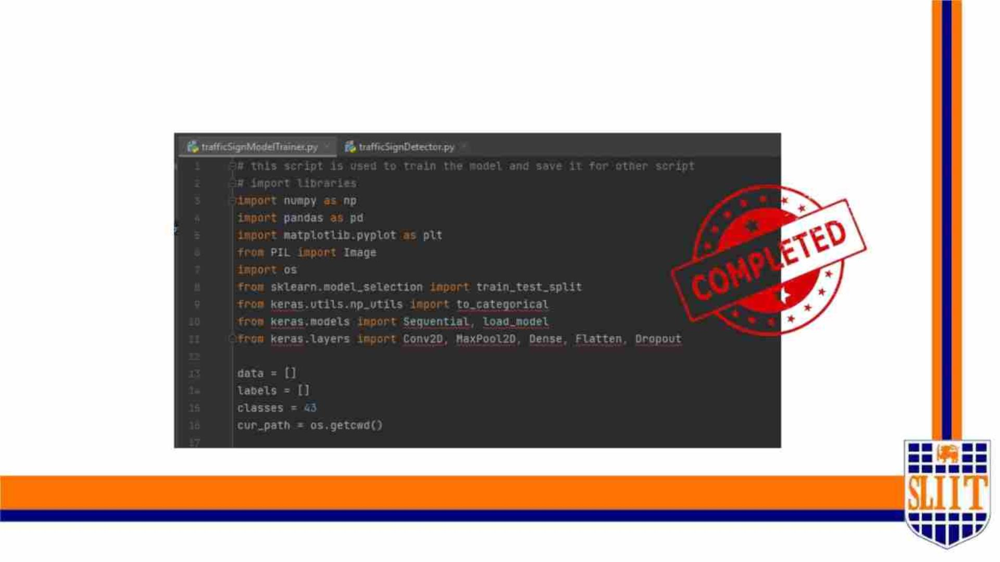 trafficSignModelTrainer.py trafficSignDetector.py
1 # this script is used to train the model and save it for other script
2 # import libraries
3 import numpy as np
4 import pandas as pd
5 import matplotlib.pyplot as plt
6 from PIL import Image
7 import os
8 from sklearn.model_selection import train_test_split
9 from keras.utils.np_utils import to_categorical
10 from keras.models import Sequential, load_model
11 from keras.layers import Conv2D, MaxPool2D, Dense, Flatten, Dropout
12
13 data = []
14 labels = []
15 classes = 43
16 cur_path = os.getcwd()
17
COMPLETED
SLIIT